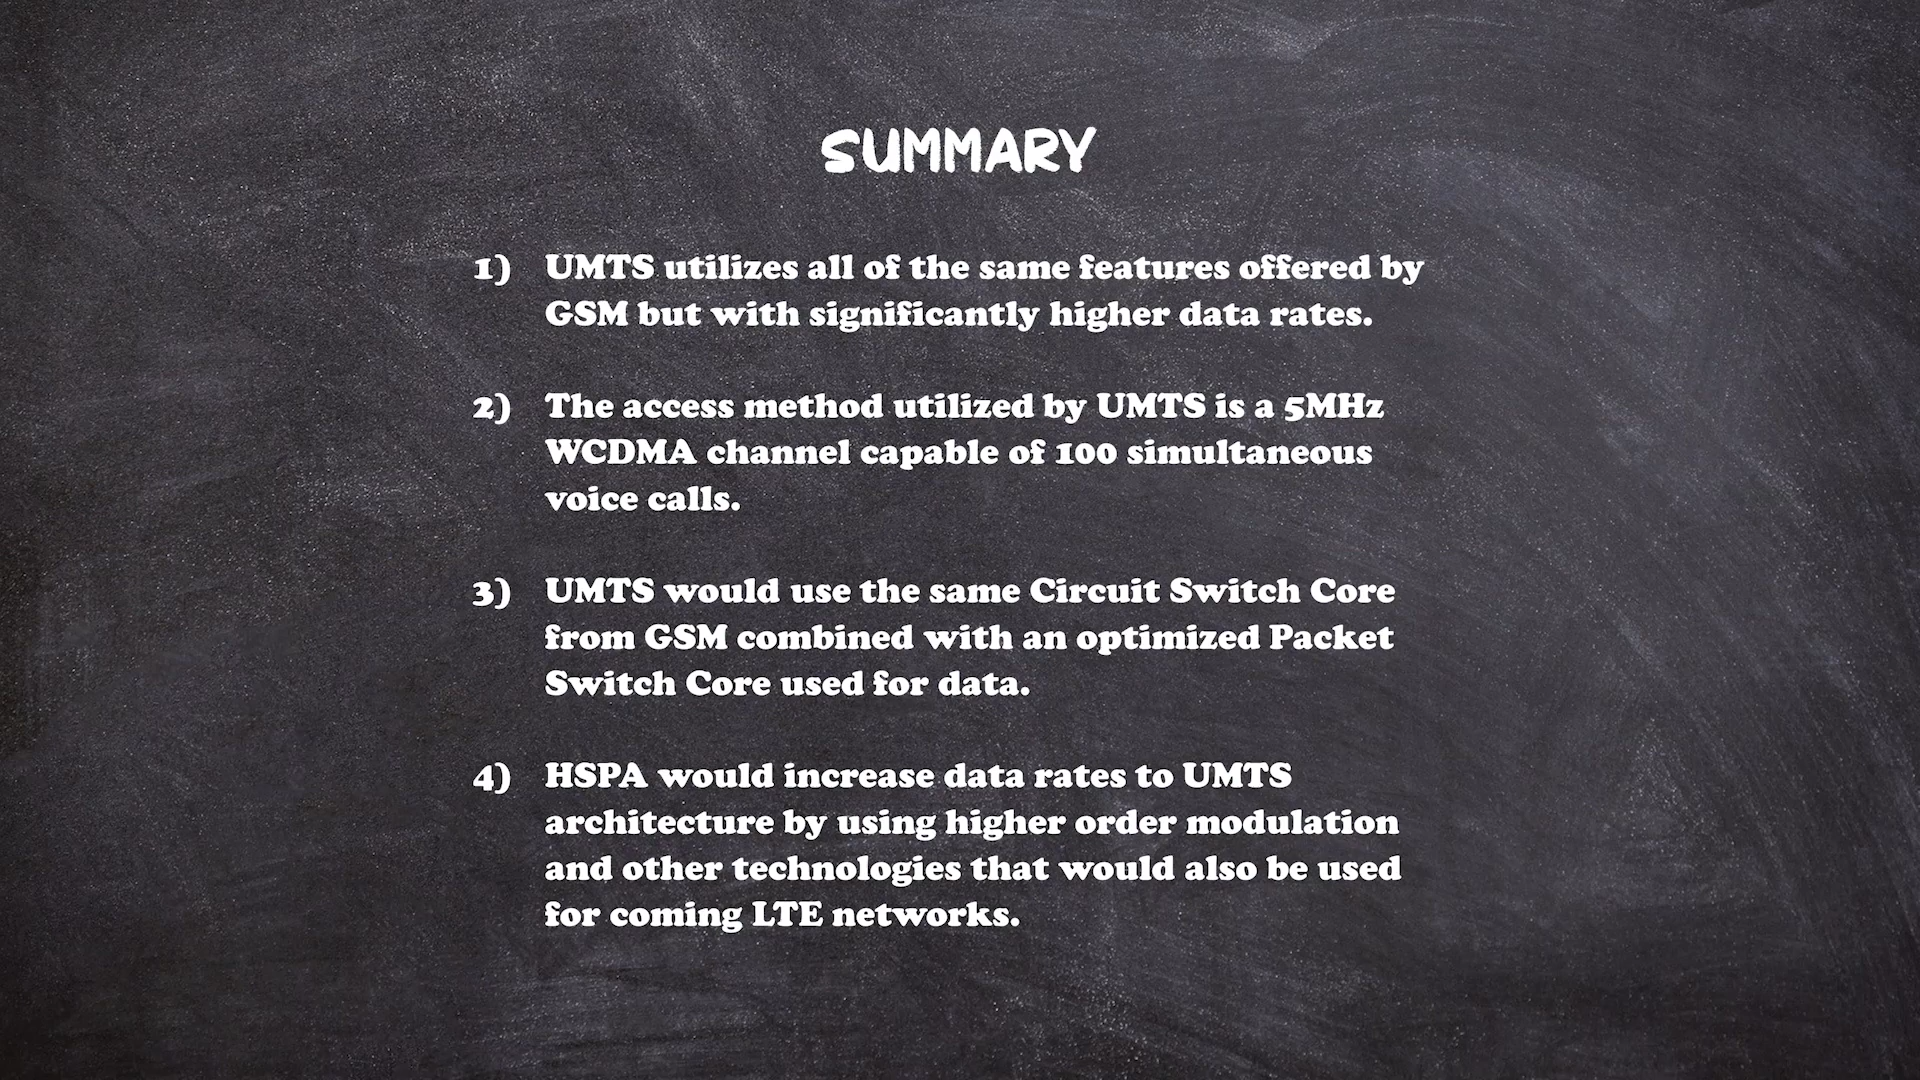 SUMMARY
1) UMTS utilizes all of the same features offered by
GSM but with significantly higher data rates.
2) The access method utilized by UMTS is a 5MHz
WCDMA channel capable of 100 simultaneous
voice calls.
3) UMTS would use the same Circuit Switch Core
from GSM combined with an optimized Packet
Switch Core used for data.
4) HSPA would increase data rates to UMTS
architecture by using higher order modulation
and other technologies that would also be used
for coming LTE networks.